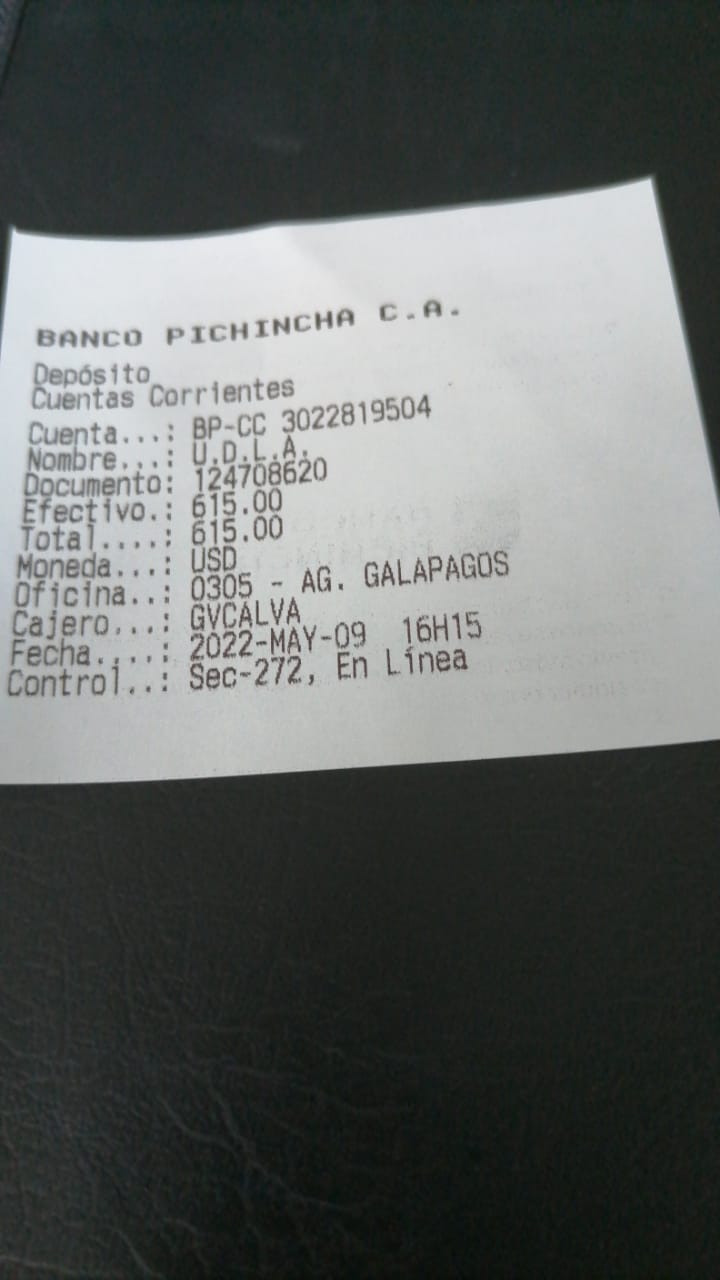 BANCO PICHINCHA C.A.
Depósito
Cuentas Corrientes
Cuenta...: BP-CC 3022819504
Nombre...: U.D.L.A.
Documento: 124708620
Efectivo.: 615.00
Total....: 615.00
Moneda...: USD
Oficina..: 0305 - AG. GALAPAGOS
Cajero...: GVCALVA
Fecha....: 2022-MAY-09 16H15
Control..: Sec-272, En Línea